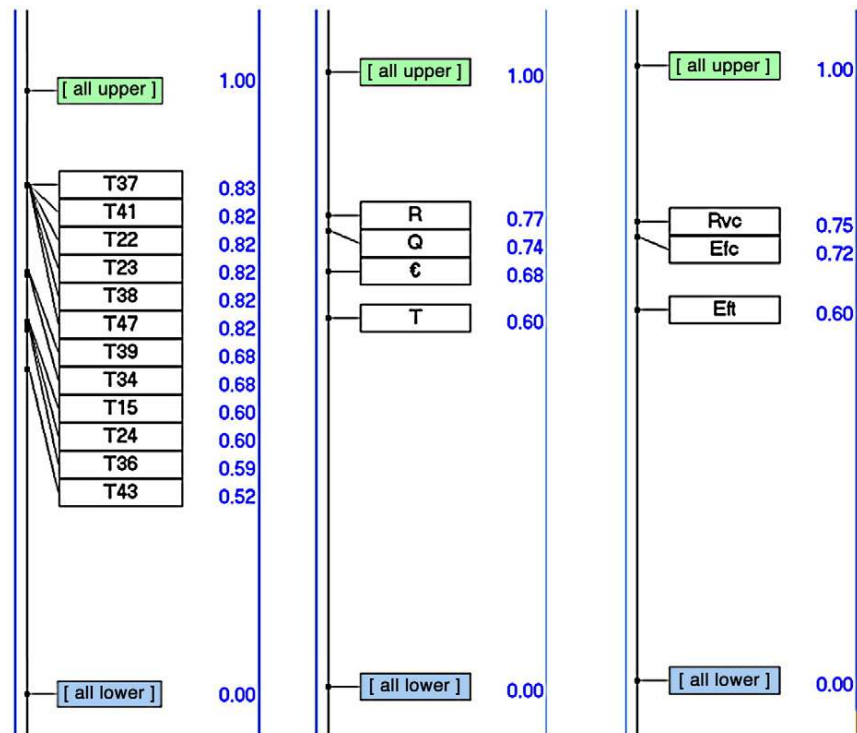 [ all upper ] 1.00
T37 0.83
T41 0.82
T22 0.82
T23 0.82
T38 0.82
T47 0.82
T39 0.68
T34 0.68
T15 0.60
T24 0.60
T36 0.59
T43 0.52
[ all lower ] 0.00
[ all upper ] 1.00
R 0.77
Q 0.74
€ 0.68
T 0.60
[ all lower ] 0.00
[ all upper ] 1.00
Rvc 0.75
Efc 0.72
Eft 0.60
[ all lower ] 0.00